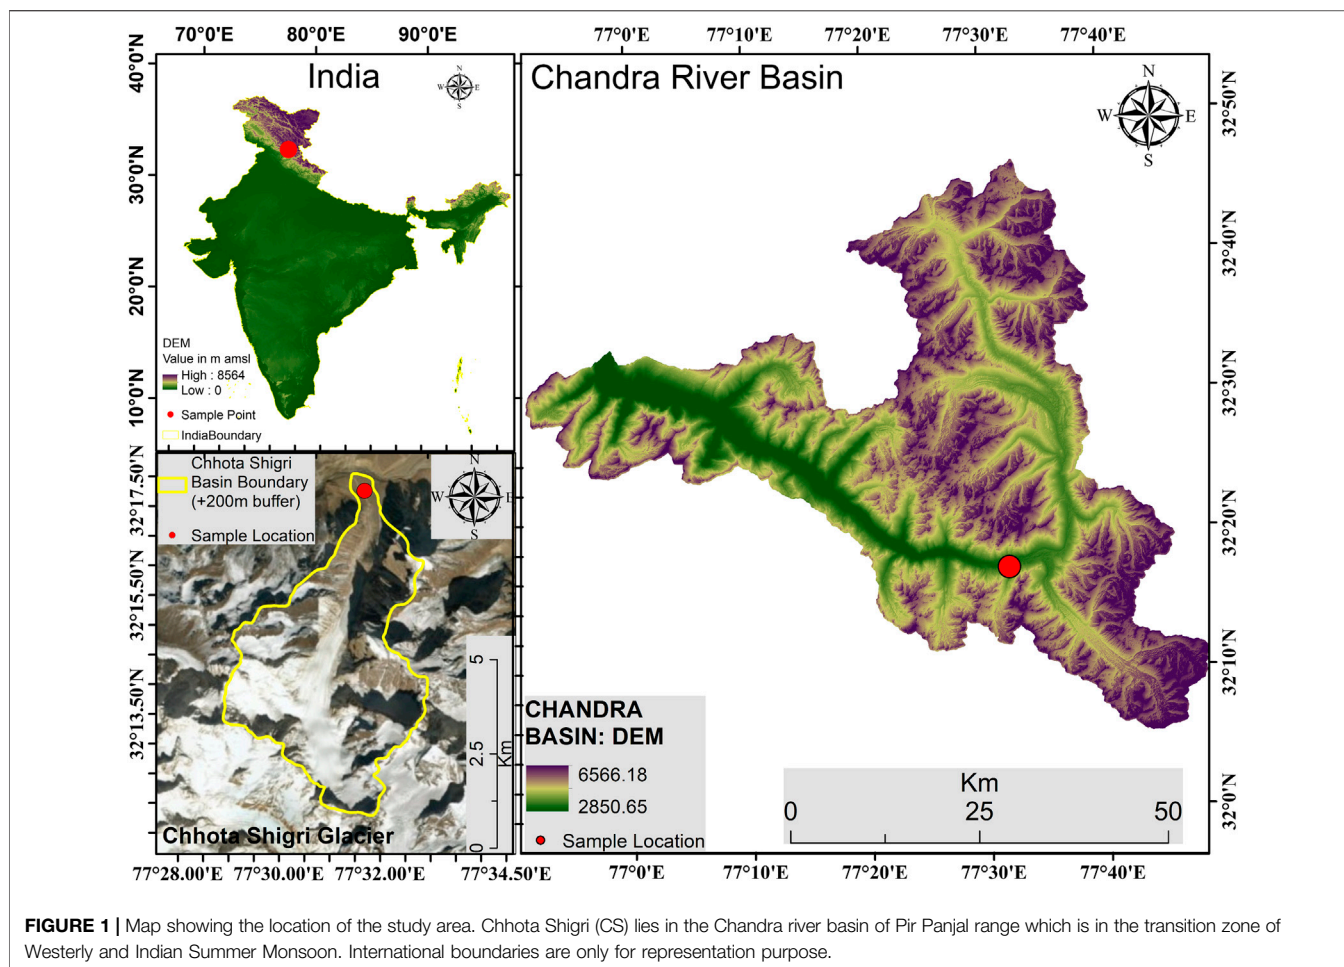 70°0'E 80°0'E 90°0'E
77°0'E 77°10'E 77°20'E 77°30'E 77°40'E
40°0'N
30°0'N
20°0'N
10°0'N
India
N
E
S
W
DEM
Value in m amsl
High : 8564
Low : 0
Sample Point
IndiaBoundary
32°17.50'N
32°15.50'N
32°13.50'N
Chhota Shigri
Basin Boundary
(+200m buffer)
Sample Location
N
W E
S
5
2.5
0
Km
Chhota Shigri Glacier
77°28.00'E 77°30.00'E 77°32.00'E 77°34.50'E
Chandra River Basin
N
W E
S
32°50'N
32°40'N
32°30'N
32°20'N
32°10'N
32°0'N
CHANDRA
BASIN: DEM
6566.18
2850.65
Sample Location
Km
0 25 50
77°0'E 77°10'E 77°20'E 77°30'E 77°40'E
FIGURE 1 | Map showing the location of the study area. Chhota Shigri (CS) lies in the Chandra river basin of Pir Panjal range which is in the transition zone of
Westerly and Indian Summer Monsoon. International boundaries are only for representation purpose.